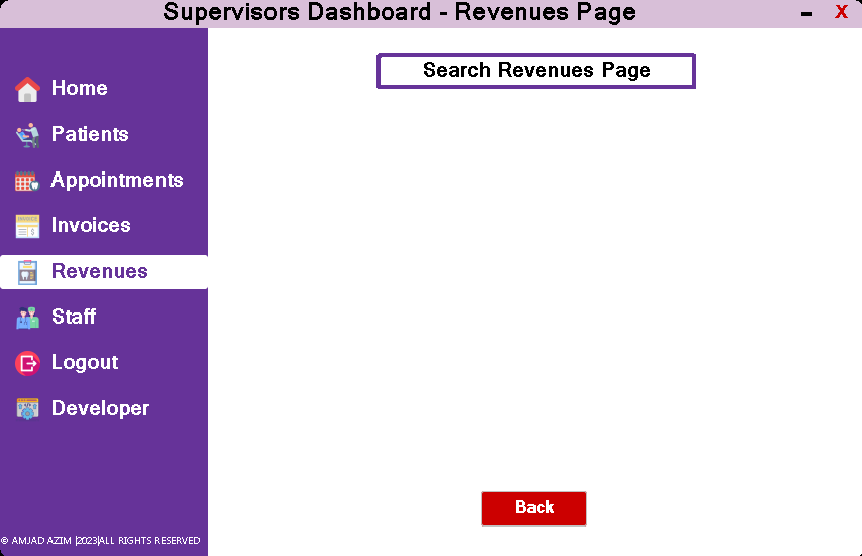 Supervisors Dashboard - Revenues Page
X
Search Revenues Page
Home
Patients
Appointments
INVOICE
Invoices
Revenues
Staff
Logout
Developer
Back
© AMJAD AZIM |2023|ALL RIGHTS RESERVED